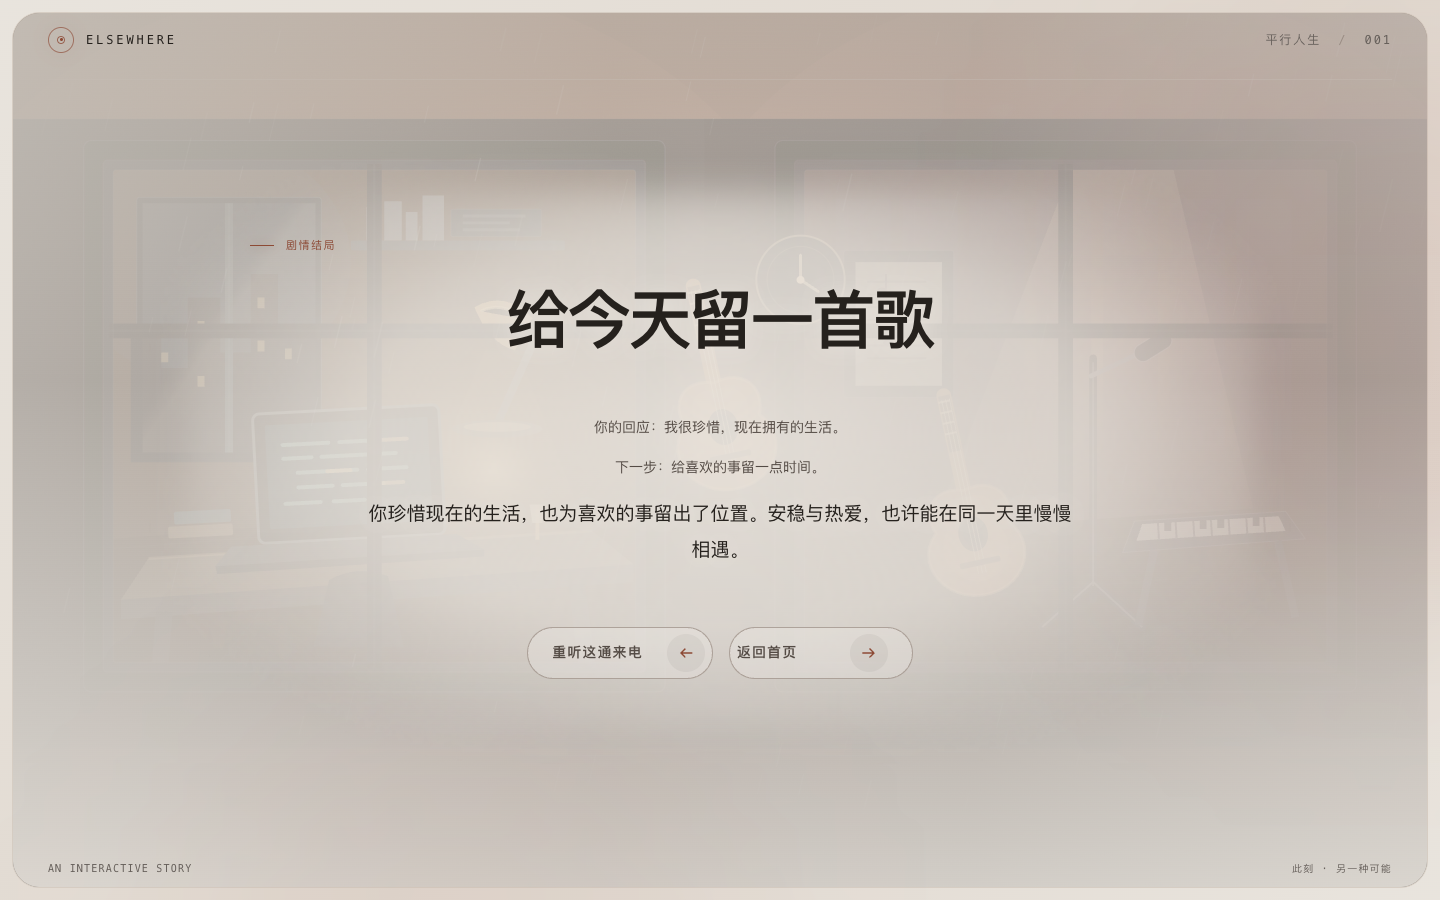 ELSEWHERE
平行人生 / 001
剧情结局
给今天留一首歌
你的回应：我很珍惜，现在拥有的生活。
下一步：给喜欢的事留一点时间。
你珍惜现在的生活，也为喜欢的事留出了位置。安稳与热爱，也许能在同一天里慢慢
相遇。
重听这通来电 ←
返回首页 →
AN INTERACTIVE STORY
此刻 · 另一种可能